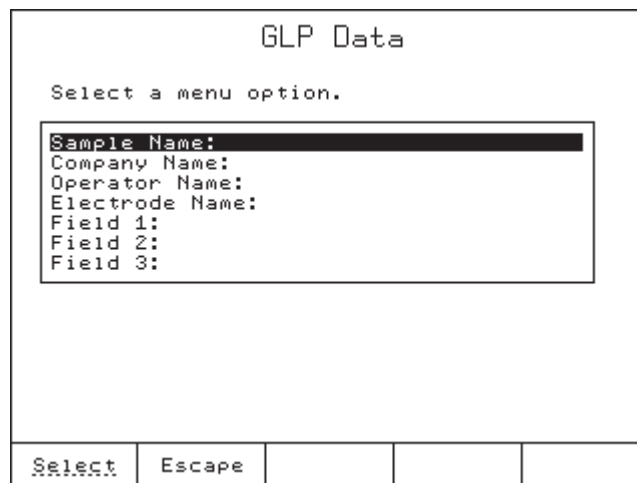 GLP Data
Select a menu option.
Sample Name:
Company Name:
Operator Name:
Electrode Name:
Field 1:
Field 2:
Field 3:
Select Escape